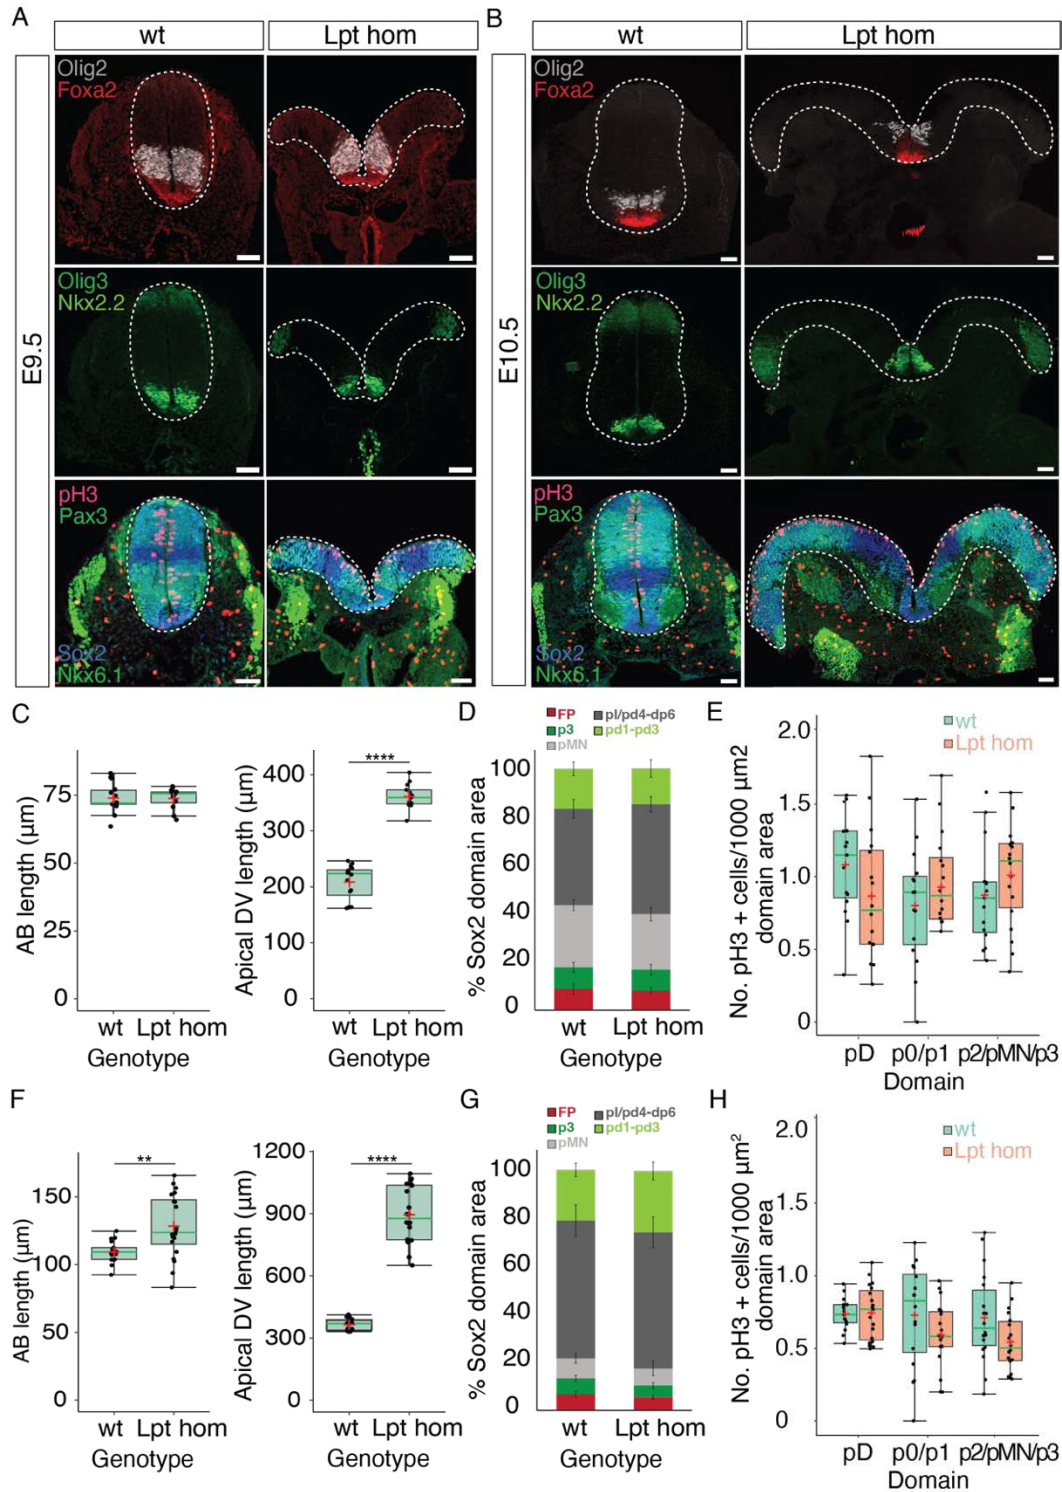 A
B
wt
Lpt hom
wt
Lpt hom
E9.5
Olig2
Foxa2
Olig3
Nkx2.2
pH3
Pax3
Sox2
Nkx6.1
E10.5
Olig2
Foxa2
Olig3
Nkx2.2
pH3
Pax3
Sox2
Nkx6.1
C
AB length (µm)
75
50
25
0
wt Lpt hom
Genotype
Apical DV length (µm)
400
300
200
100
0
****
wt Lpt hom
Genotype
D
FP
p3
pMN
pI/pd4-dp6
pd1-pd3
% Sox2 domain area
100
80
60
40
20
0
wt Lpt hom
Genotype
E
wt
Lpt hom
No. pH3 + cells/1000 µm2
domain area
2.0
1.5
1.0
0.5
0
pD p0/p1 p2/pMN/p3
Domain
F
AB length (µm)
150
100
50
0
**
wt Lpt hom
Genotype
Apical DV length (µm)
1200
900
600
300
0
****
wt Lpt hom
Genotype
G
FP
p3
pMN
pI/pd4-dp6
pd1-pd3
% Sox2 domain area
100
80
60
40
20
0
wt Lpt hom
Genotype
H
wt
Lpt hom
No. pH3 + cells/1000 µm²
domain area
2.0
1.5
1.0
0.5
0
pD p0/p1 p2/pMN/p3
Domain